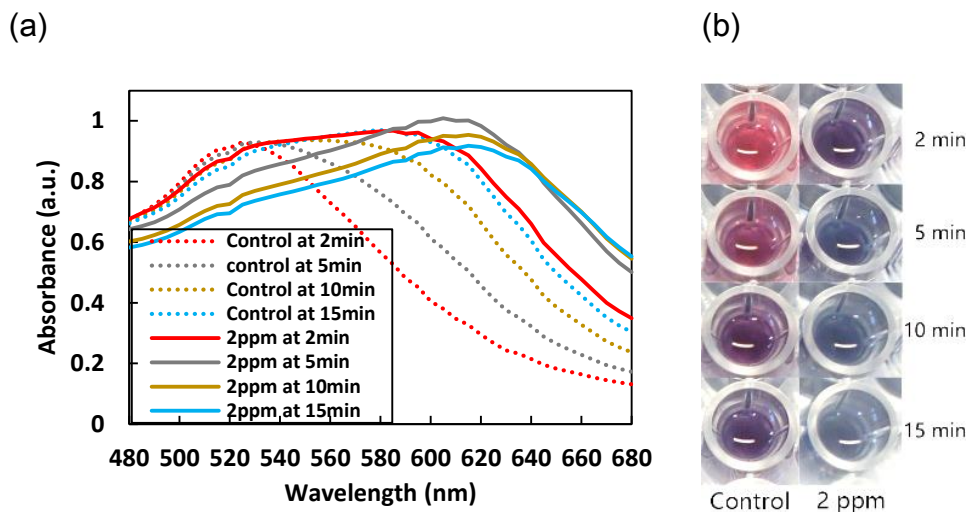 (a)
(b)
1
0.8
0.6
0.4
0.2
0
Absorbance (a.u.)
Control at 2min
control at 5min
Control at 10min
Control at 15min
2ppm at 2min
2ppm at 5min
2ppm at 10min
2ppm at 15min
480 500 520 540 560 580 600 620 640 660 680
Wavelength (nm)
2 min
5 min
10 min
15 min
Control 2 ppm